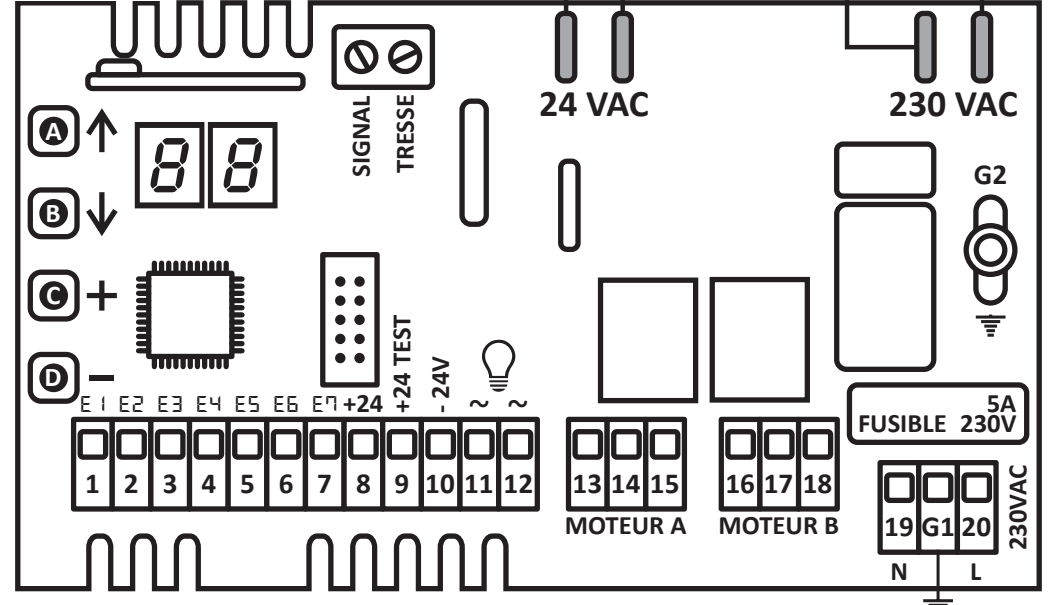 24 VAC
230 VAC
SIGNAL
TRESSE
A
B
C
+
D
-
88
G2
+24 TEST
- 24V
E1 E2 E3 E4 E5 E6 E7 +24 ~ ~
1 2 3 4 5 6 7 8 9 10 11 12
13 14 15
MOTEUR A
16 17 18
MOTEUR B
5A
FUSIBLE 230V
19 G1 20
230VAC
N L